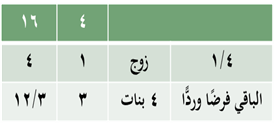 ٤ ١٦
١/٤ زوج ١ ٤
الباقي فرضًا وردًّا ٤ بنات ٣ ١٢/٣